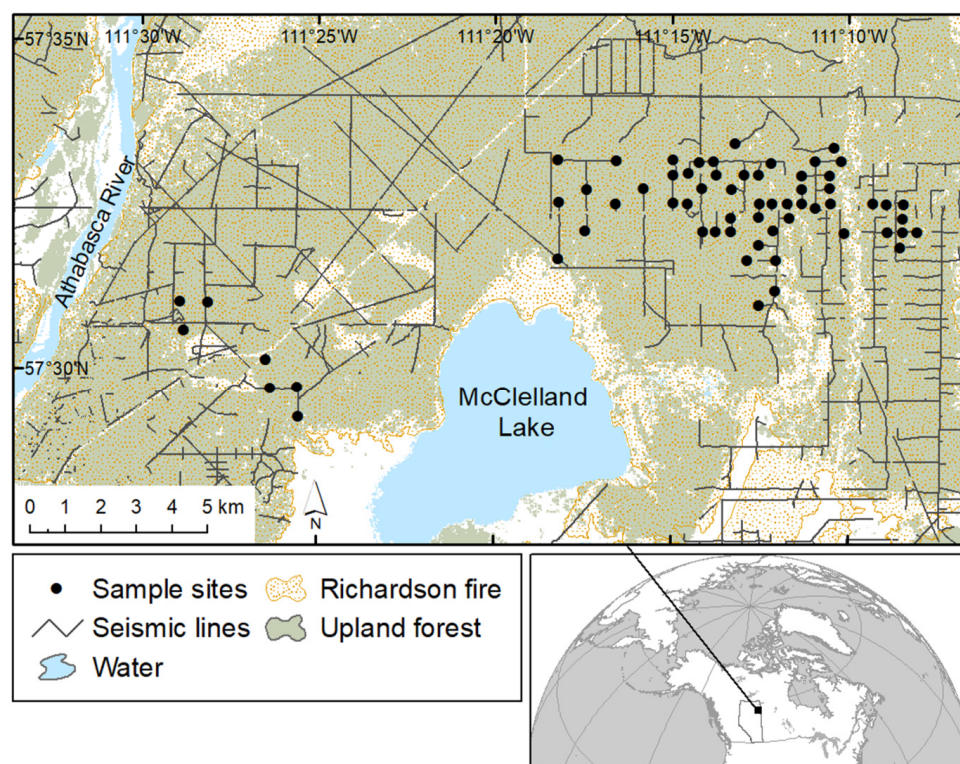 57°35'N
111°30'W
111°25'W
111°20'W
111°15'W
111°10'W
Athabasca River
57°30'N
McClelland
Lake
0 1 2 3 4 5 km
N
Sample sites
Richardson fire
Seismic lines
Upland forest
Water